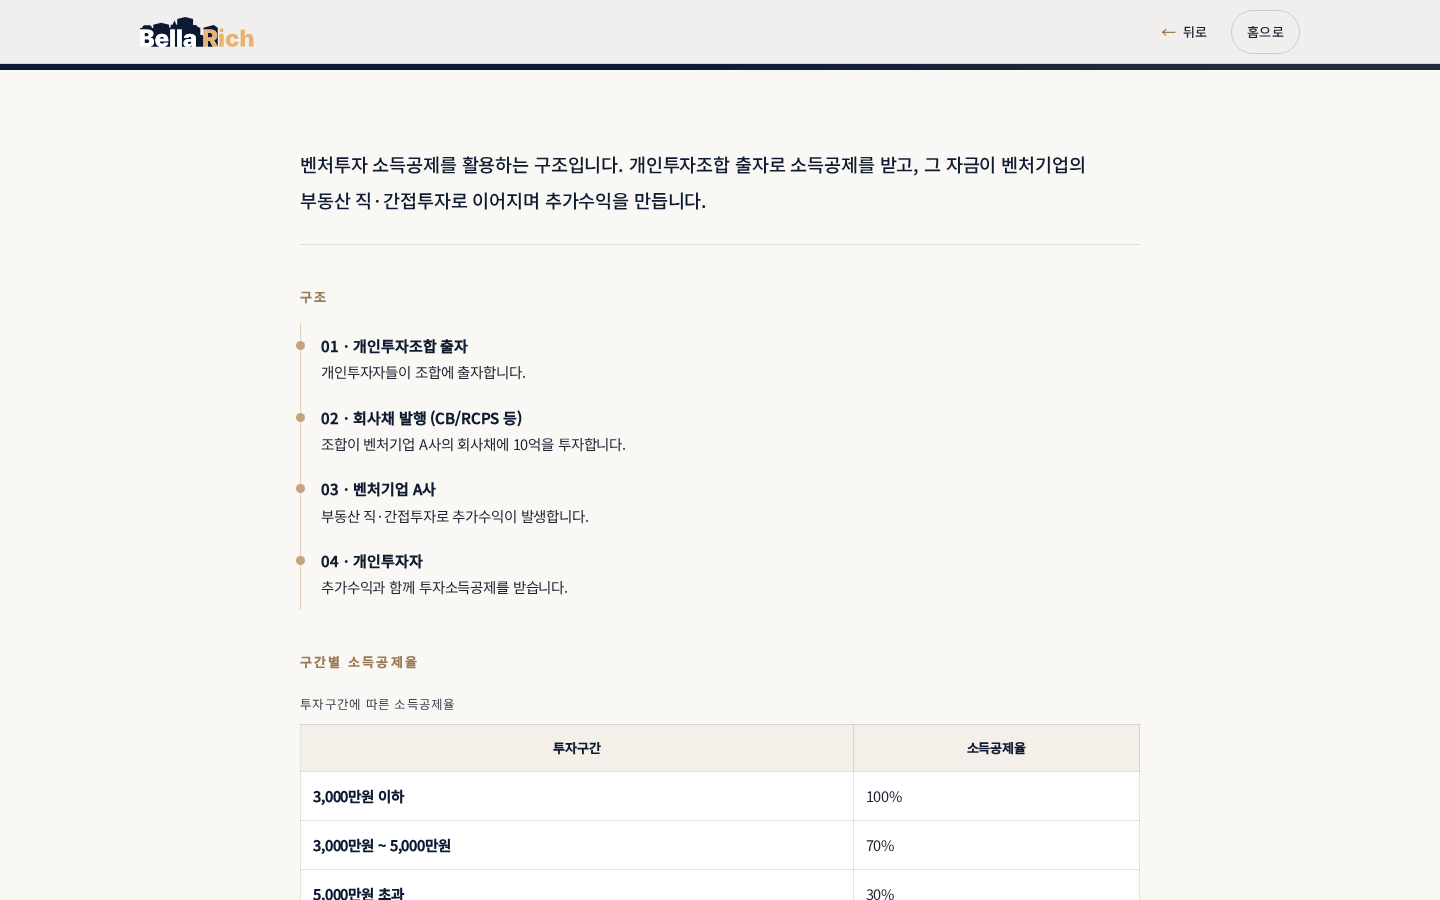 Bella Rich
← 뒤로
홈으로
벤처투자 소득공제를 활용하는 구조입니다. 개인투자조합 출자로 소득공제를 받고, 그 자금이 벤처기업의
부동산 직·간접투자로 이어지며 추가수익을 만듭니다.
구조
01 · 개인투자조합 출자
개인투자자들이 조합에 출자합니다.
02 · 회사채 발행 (CB/RCPS 등)
조합이 벤처기업 A사의 회사채에 10억을 투자합니다.
03 · 벤처기업 A사
부동산 직·간접투자로 추가수익이 발생합니다.
04 · 개인투자자
추가수익과 함께 투자소득공제를 받습니다.
구간별 소득공제율
투자구간에 따른 소득공제율
투자구간 소득공제율
3,000만원 이하 100%
3,000만원 ~ 5,000만원 70%
5,000만원 초과 30%